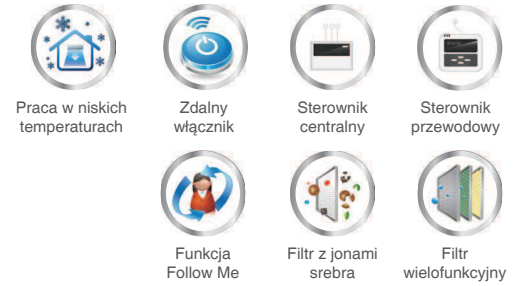 Praca w niskich
temperaturach
Zdalny
włącznik
Sterownik
centralny
Sterownik
przewodowy
Funkcja
Follow Me
Filtr z jonami
srebra
Filtr
wielofunkcyjny